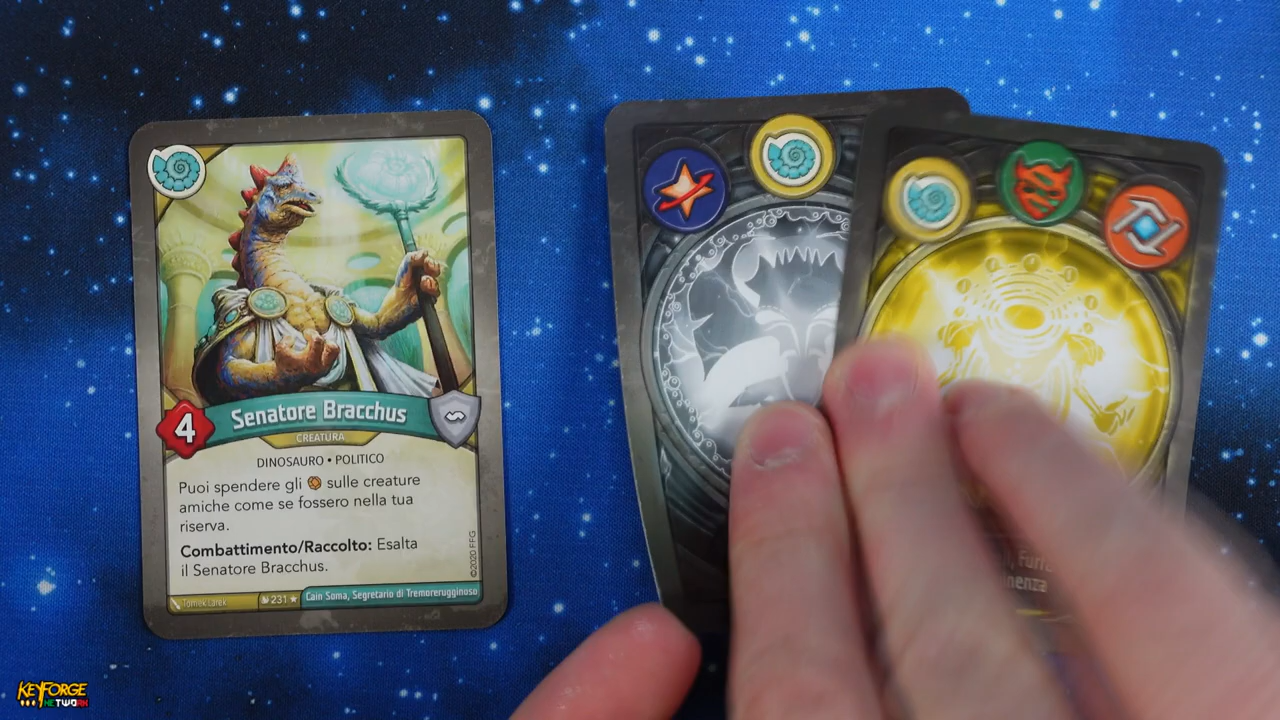 4
Senatore Bracchus
CREATURA
DINOSAURO • POLITICO
Puoi spendere gli sulle creature
amiche come se fossero nella tua
riserva.
Combattimento/Raccolto: Esalta
il Senatore Bracchus.
©2020 FFG
Tomek Larek
231 ★
Cain Soma, Segretario di Tremorerugginoso
KEYFORGE
NETWORK